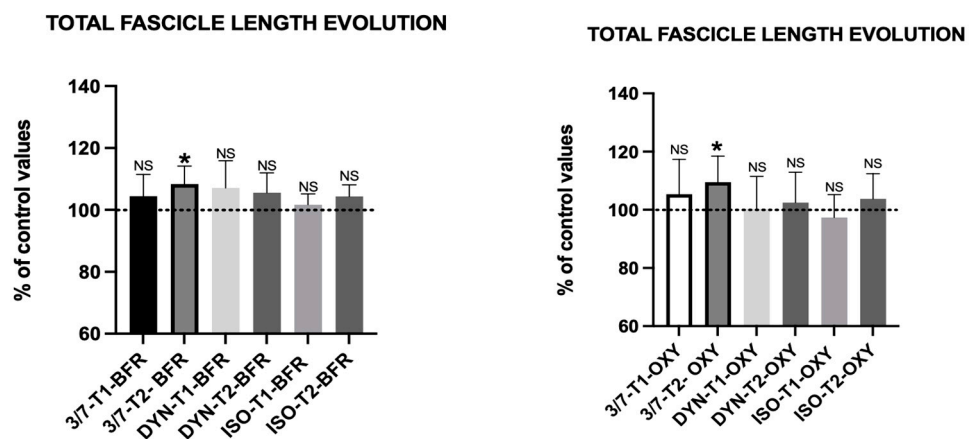 TOTAL FASCICLE LENGTH EVOLUTION
% of control values
140
120
100
80
60
NS
*
NS
NS
NS
NS
3/7-T1-BFR
3/7-T2- BFR
DYN-T1-BFR
DYN-T2-BFR
ISO-T1-BFR
ISO-T2-BFR
TOTAL FASCICLE LENGTH EVOLUTION
% of control values
140
120
100
80
60
NS
*
NS
NS
NS
NS
3/7-T1-OXY
3/7-T2- OXY
DYN-T1-OXY
DYN-T2-OXY
ISO-T1-OXY
ISO-T2-OXY